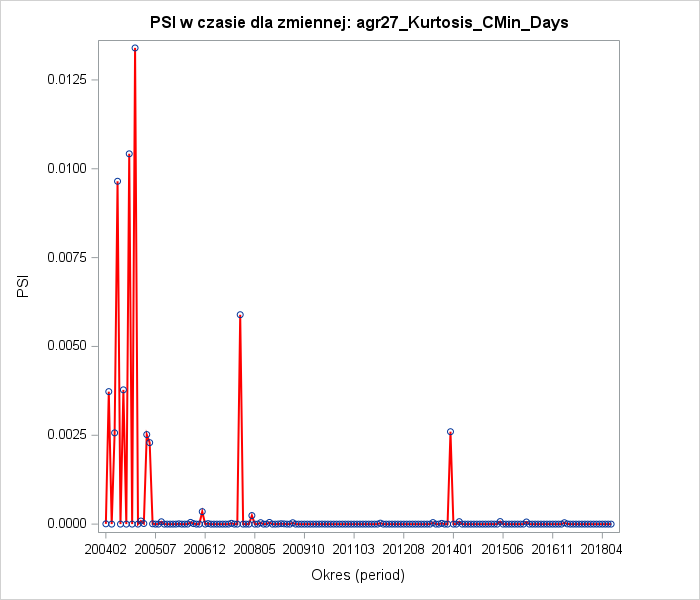 PSI w czasie dla zmiennej: agr27_Kurtosis_CMin_Days
0.0125
0.0100
0.0075
0.0050
0.0025
0.0000
PSI
200402 200507 200612 200805 200910 201103 201208 201401 201506 201611 201804
Okres (period)